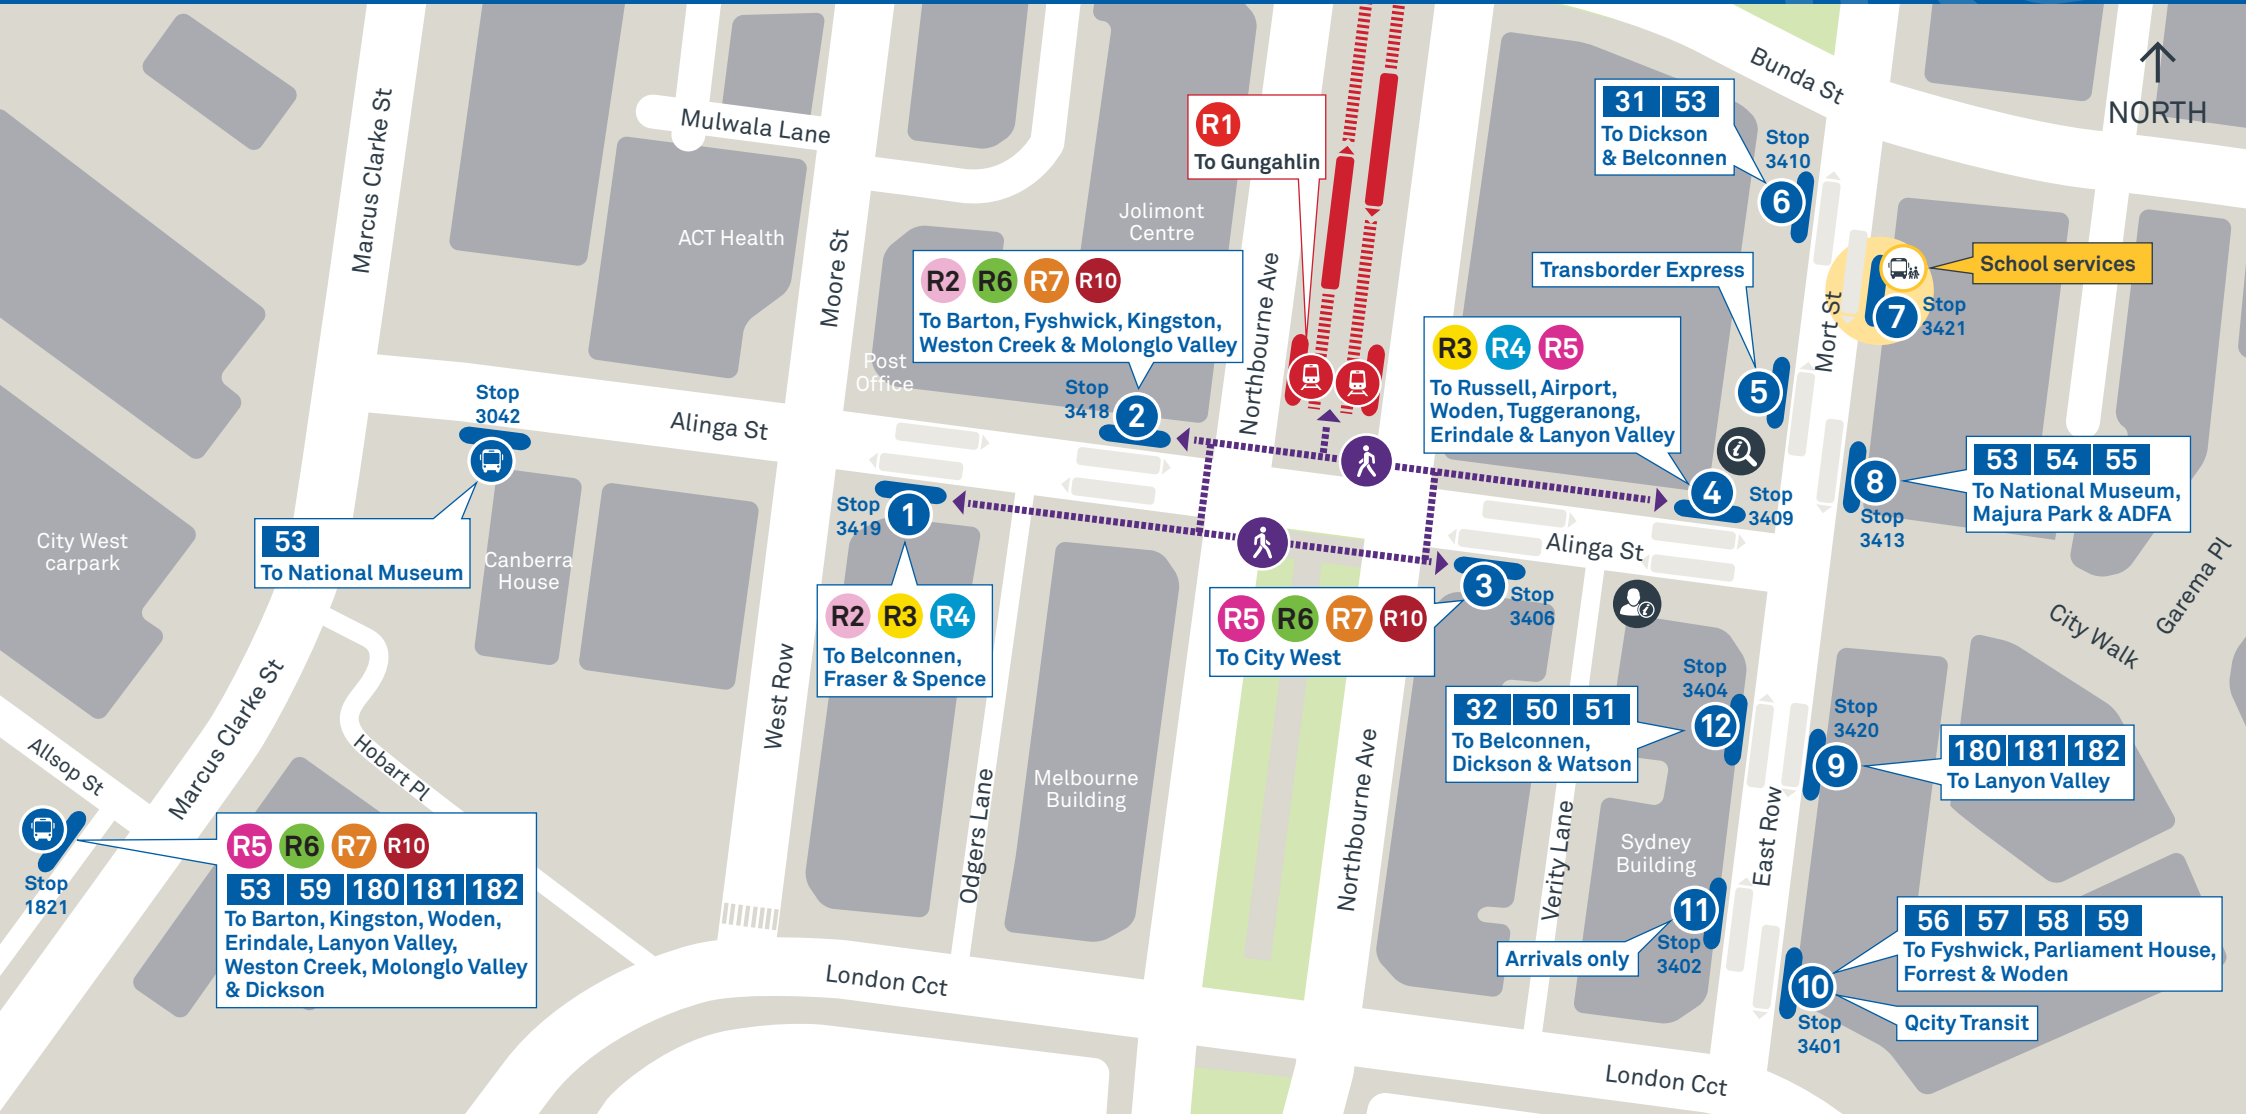 Bunda St
NORTH
Marcus Clarke St
Mulwala Lane
ACT Health
Moore St
Jolimont
Centre
R1
To Gungahlin
31 53
To Dickson
& Belconnen
Stop
3410
6
School services
7
Stop
3421
Mort St
Transborder Express
5
R2 R6 R7 R10
To Barton, Fyshwick, Kingston,
Weston Creek & Molonglo Valley
Post
Office
Stop
3418
2
Northbourne Ave
R3 R4 R5
To Russell, Airport,
Woden, Tuggeranong,
Erindale & Lanyon Valley
4
Stop
3409
8
Stop
3413
53 54 55
To National Museum,
Majura Park & ADFA
Stop
3042
Alinga St
53
To National Museum
Canberra
House
City West
carpark
Stop
3419
1
R2 R3 R4
To Belconnen,
Fraser & Spence
Alinga St
3
Stop
3406
R5 R6 R7 R10
To City West
Garema Pl
City Walk
Marcus Clarke St
Allsop St
Hobart Pl
West Row
Odgers Lane
Melbourne
Building
Northbourne Ave
Verity Lane
Sydney
Building
East Row
Stop
3404
12
32 50 51
To Belconnen,
Dickson & Watson
Stop
3420
9
180 181 182
To Lanyon Valley
Stop
1821
R5 R6 R7 R10
53 59 180 181 182
To Barton, Kingston, Woden,
Erindale, Lanyon Valley,
Weston Creek, Molonglo Valley
& Dickson
11
Stop
3402
Arrivals only
10
Stop
3401
56 57 58 59
To Fyshwick, Parliament House,
Forrest & Woden
Qcity Transit
London Cct
London Cct